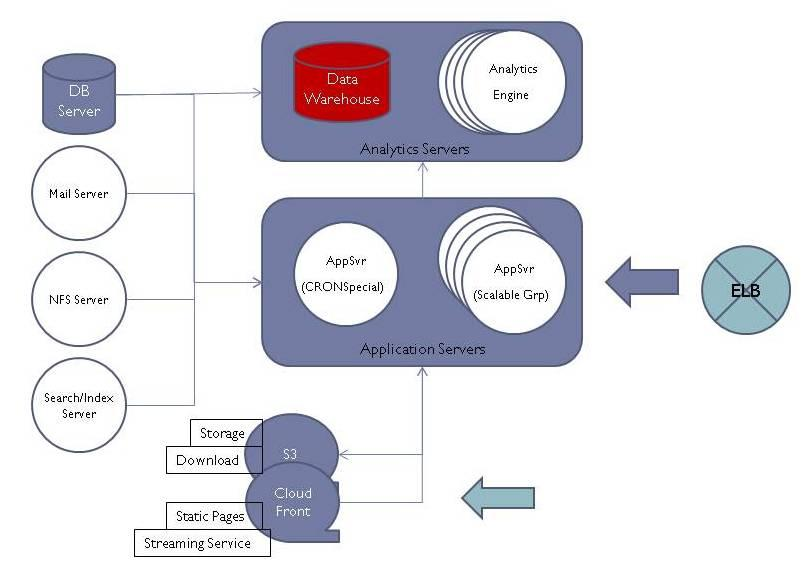 DB
Server
Mail Server
NFS Server
Search/Index
Server
Data
Warehouse
Analytics
Engine
Analytics Servers
AppSvr
(CRONSpecial)
AppSvr
(Scalable Grp)
Application Servers
ELB
Storage
Download
S3
Cloud
Front
Static Pages
Streaming Service